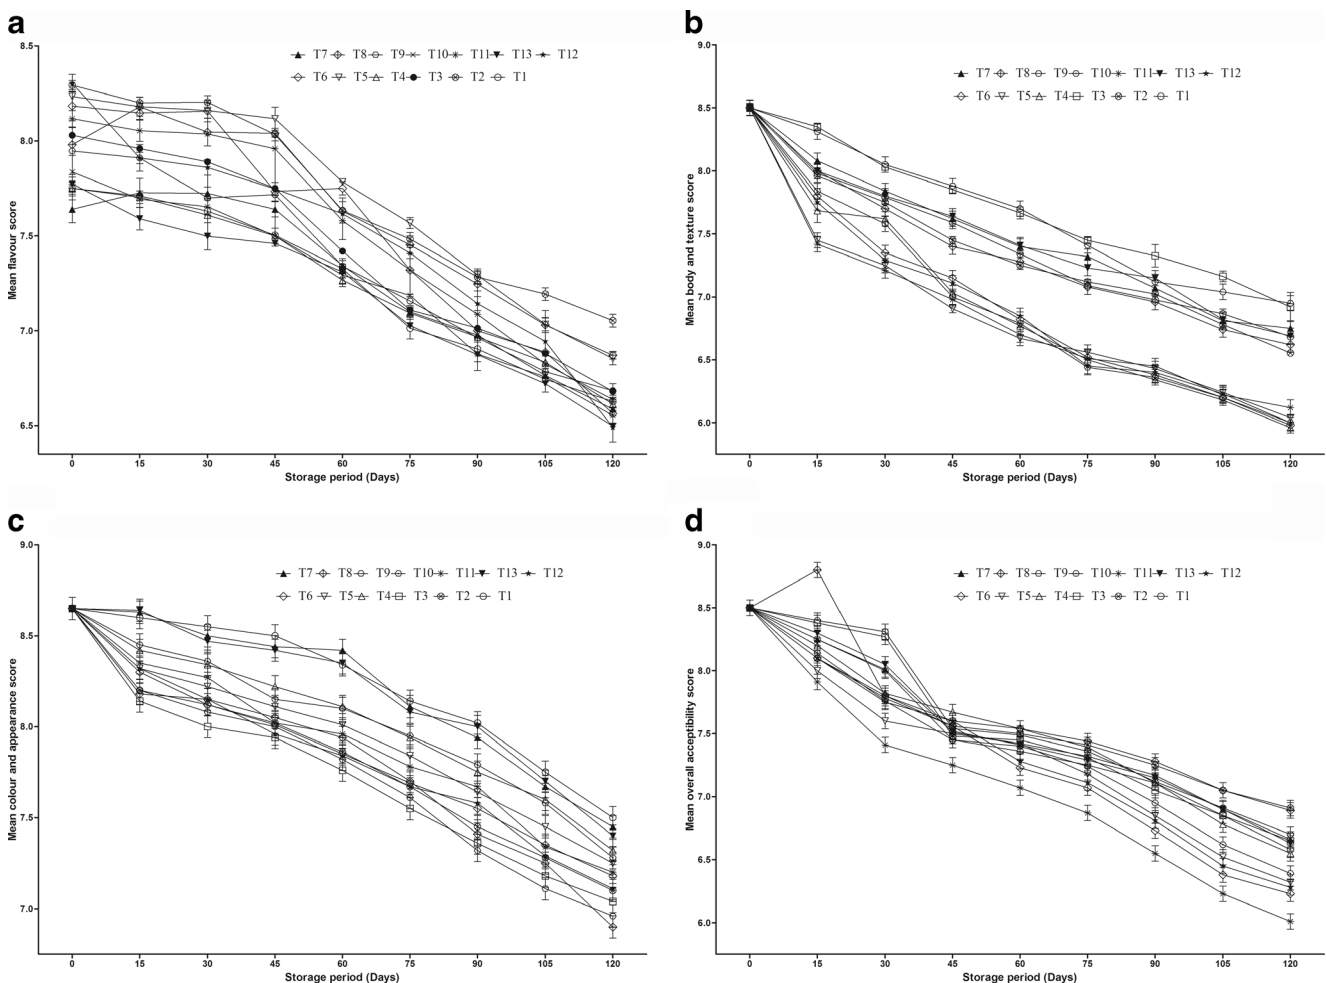 a
8.5
8.0
7.5
7.0
6.5
Mean flavour score
T7 T8 T9 T10 T11 T13 T12
T6 T5 T4 T3 T2 T1
0 15 30 45 60 75 90 105 120
Storage period (Days)
b
9.0
8.5
8.0
7.5
7.0
6.5
6.0
Mean body and texture score
T7 T8 T9 T10 T11 T13 T12
T6 T5 T4 T3 T2 T1
0 15 30 45 60 75 90 105 120
Storage period (Days)
c
9.0
8.5
8.0
7.5
7.0
Mean colour and appearance score
T7 T8 T9 T10 T11 T13 T12
T6 T5 T4 T3 T2 T1
0 15 30 45 60 75 90 105 120
Storage period (Days)
d
9.0
8.5
8.0
7.5
7.0
6.5
6.0
Mean overall acceptibility score
T7 T8 T9 T10 T11 T13 T12
T6 T5 T4 T3 T2 T1
0 15 30 45 60 75 90 105 120
Storage period (Days)